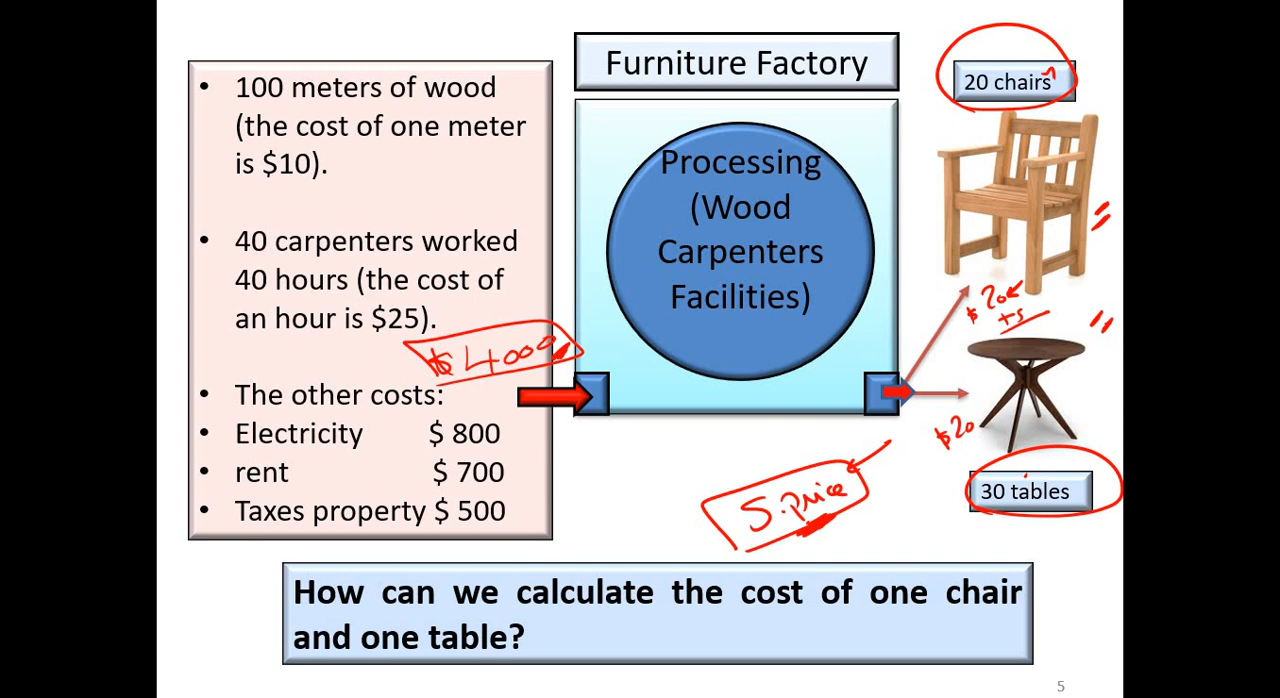 Furniture Factory
• 100 meters of wood
(the cost of one meter
is $10).
• 40 carpenters worked
40 hours (the cost of
an hour is $25).
$4000
• The other costs:
• Electricity $ 800
• rent $ 700
• Taxes property $ 500
Processing
(Wood
Carpenters
Facilities)
20 chairs
$20
+5
$20
30 tables
S.price
How can we calculate the cost of one chair
and one table?
5